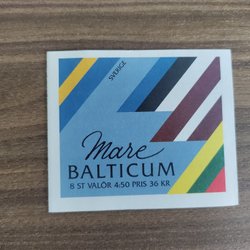 SVERIGE
Mare
BALTICUM
8 ST VALÖR 4:50 PRIS 36 KR